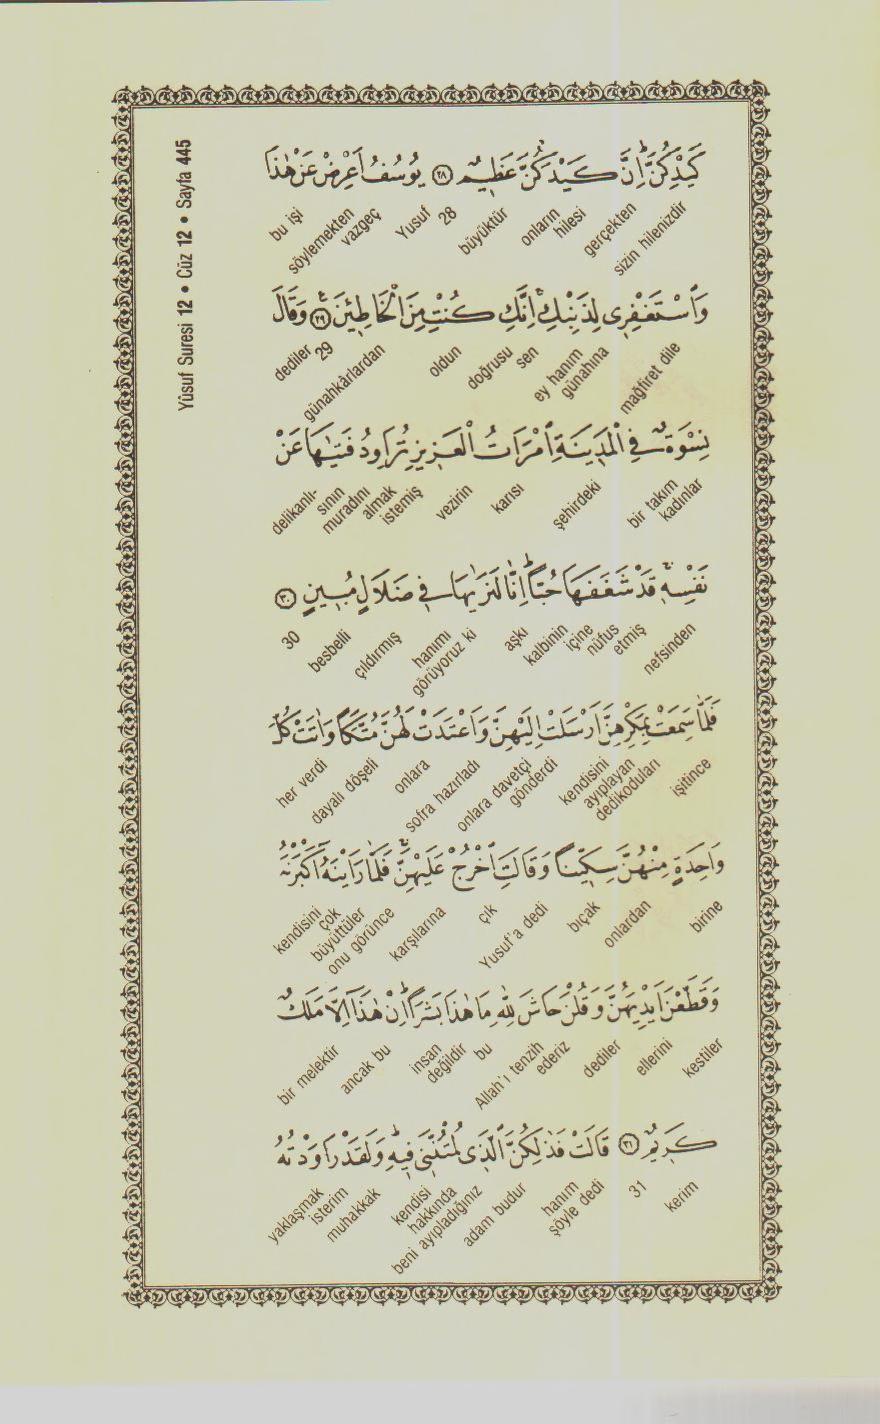 Yûsuf Suresi 12 • Cüz 12 • Sayfa 445
كَيْدِكُنَّ اِنَّ كَيْدَكُنَّ عَظِيمٌ ﴿٢٨﴾ يُوسُفُ اَعْرِضْ عَنْ هٰذَا
sizin hilenizdir gerçekten hilesi onların büyüktür 28 Yusuf vazgeç söylemekten bu işi
وَاسْتَغْفِرِى لِذَنْبِكِ اِنَّكِ كُنْتِ مِنَ الْخَاطِئِينَ ﴿٢٩﴾ وَقَالَ
mağfiret dile günahına ey hanım sen doğrusu oldun günahkârlardan 29 dediler
نِسْوَةٌ فِى الْمَدِينَةِ امْرَاَتُ الْعَزِيزِ تُرَاوِدُ فَتٰيهَا عَنْ
bir takım kadınlar şehirdeki karısı vezirin istemiş almak muradını delikanlı- sının
نَفْسِهِ قَدْ شَغَفَهَا حُبًّا اِنَّا لَنَرٰيهَا فِى ضَلَالٍ مُبِينٍ ﴿٣٠﴾
nefsinden etmiş nüfus içine kalbinin aşkı görüyoruz ki hanımı çıldırmış besbelli 30
فَلَمَّا سَمِعَتْ بِمَكْرِهِنَّ اَرْسَلَتْ اِلَيْهِنَّ وَاَعْتَدَتْ لَهُنَّ مُتَّكَاً وَاٰتَتْ كُلَّ
işitince kendisini ayıplayan dedikoduları gönderdi onlara davetçi sofra hazırladı onlara dayalı döşeli her verdi
وَاحِدَةٍ مِنْهُنَّ سِكِّينًا وَقَالَتِ اخْرُجْ عَلَيْهِنَّ فَلَمَّا رَاَيْنَهُ اَكْبَرْنَهُ
birine onlardan bıçak Yusuf'a dedi çık karşılarına onu görünce büyüttüler çok kendisini
وَقَطَّعْنَ اَيْدِيَهُنَّ وَقُلْنَ حَاشَ لِلّٰهِ مَا هٰذَا بَشَرًا اِنْ هٰذَا اِلَّا مَلَكٌ
kestiler ellerini dediler Allah'ı tenzih ederiz bu insan değildir ancak bu bir melektir
كَرِيمٌ ﴿٣١﴾ قَالَتْ فَذٰلِكُنَّ الَّذِى لُمْتُنَّنِى فِيهِ وَلَقَدْ رَاوَدْتُهُ
kerim 31 hanım şöyle dedi adam budur beni ayıpladığınız kendisi hakkında muhakkak yaklaşmak isterim